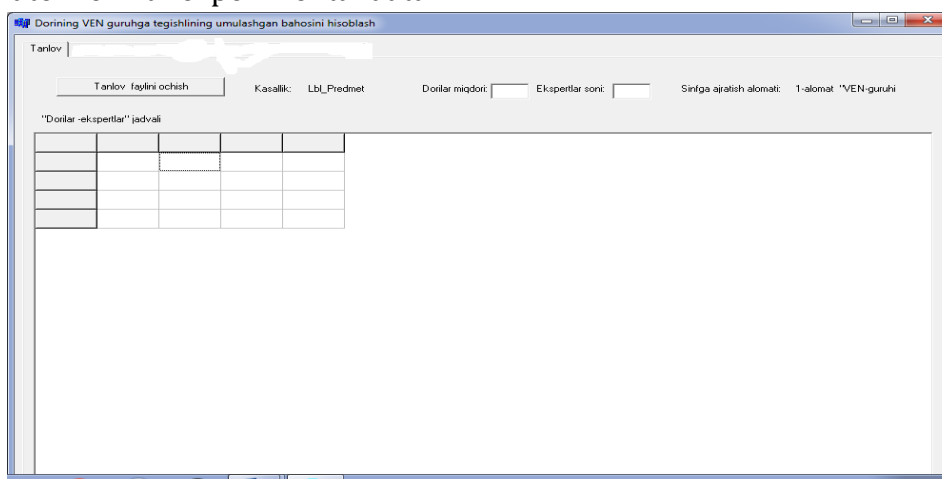 Dorining VEN guruhga tegishlining umulashgan bahosini hisoblash
Tanlov
Tanlov faylini ochish Kasallik: Lbl_Predmet Dorilar miqdori: Ekspertlar soni: Sinfga ajratish alomati: 1-alomat "VEN-guruhi
"Dorilar -ekspertlar" jadvali